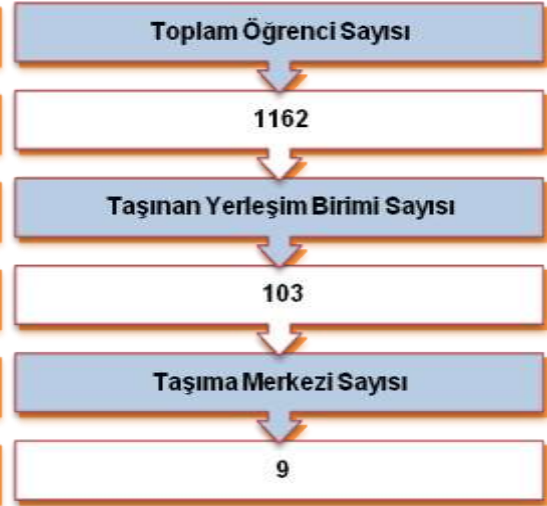 Toplam Öğrenci Sayısı
1162
Taşınan Yerleşim Birimi Sayısı
103
Taşıma Merkezi Sayısı
9